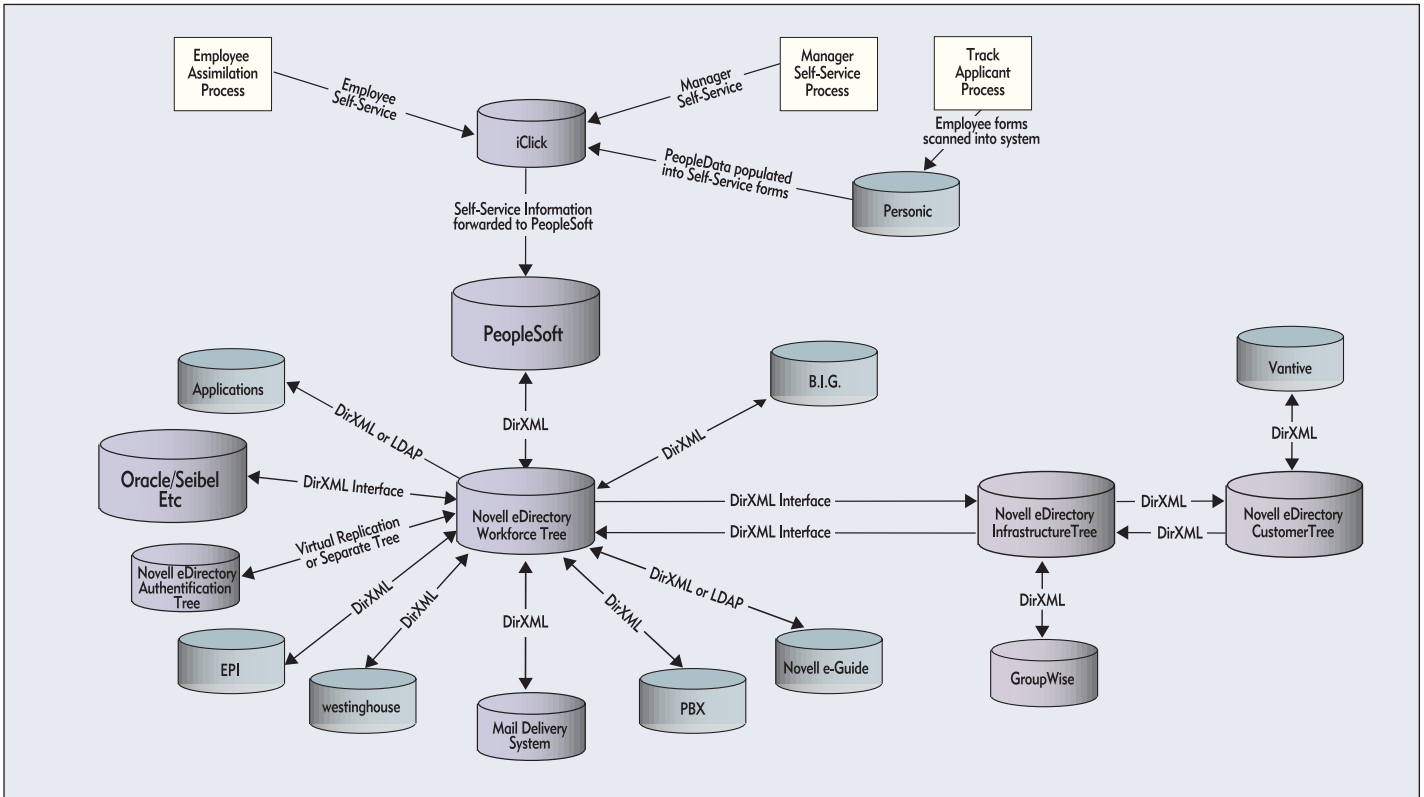 Employee
Assimilation
Process
Manager
Self-Service
Process
Track
Applicant
Process
Employee
Self-Service
Manager
Self-Service
Employee forms
scanned into system
iClick
PeopleData populated
into Self-Service forms
Personic
Self-Service Information
forwarded to PeopleSoft
PeopleSoft
Applications
B.I.G.
Vantive
DirXML or LDAP
DirXML
DirXML
DirXML
Oracle/Seibel
Etc
DirXML Interface
Novell eDirectory
Workforce Tree
DirXML Interface
DirXML Interface
Novell eDirectory
InfrastructureTree
DirXML
DirXML
Novell eDirectory
CustomerTree
Virtual Replication
or Separate Tree
Novell eDirectory
Authentification
Tree
DirXML
DirXML
DirXML
DirXML
DirXML or LDAP
DirXML
EPI
westinghouse
Mail Delivery
System
PBX
Novell e-Guide
GroupWise